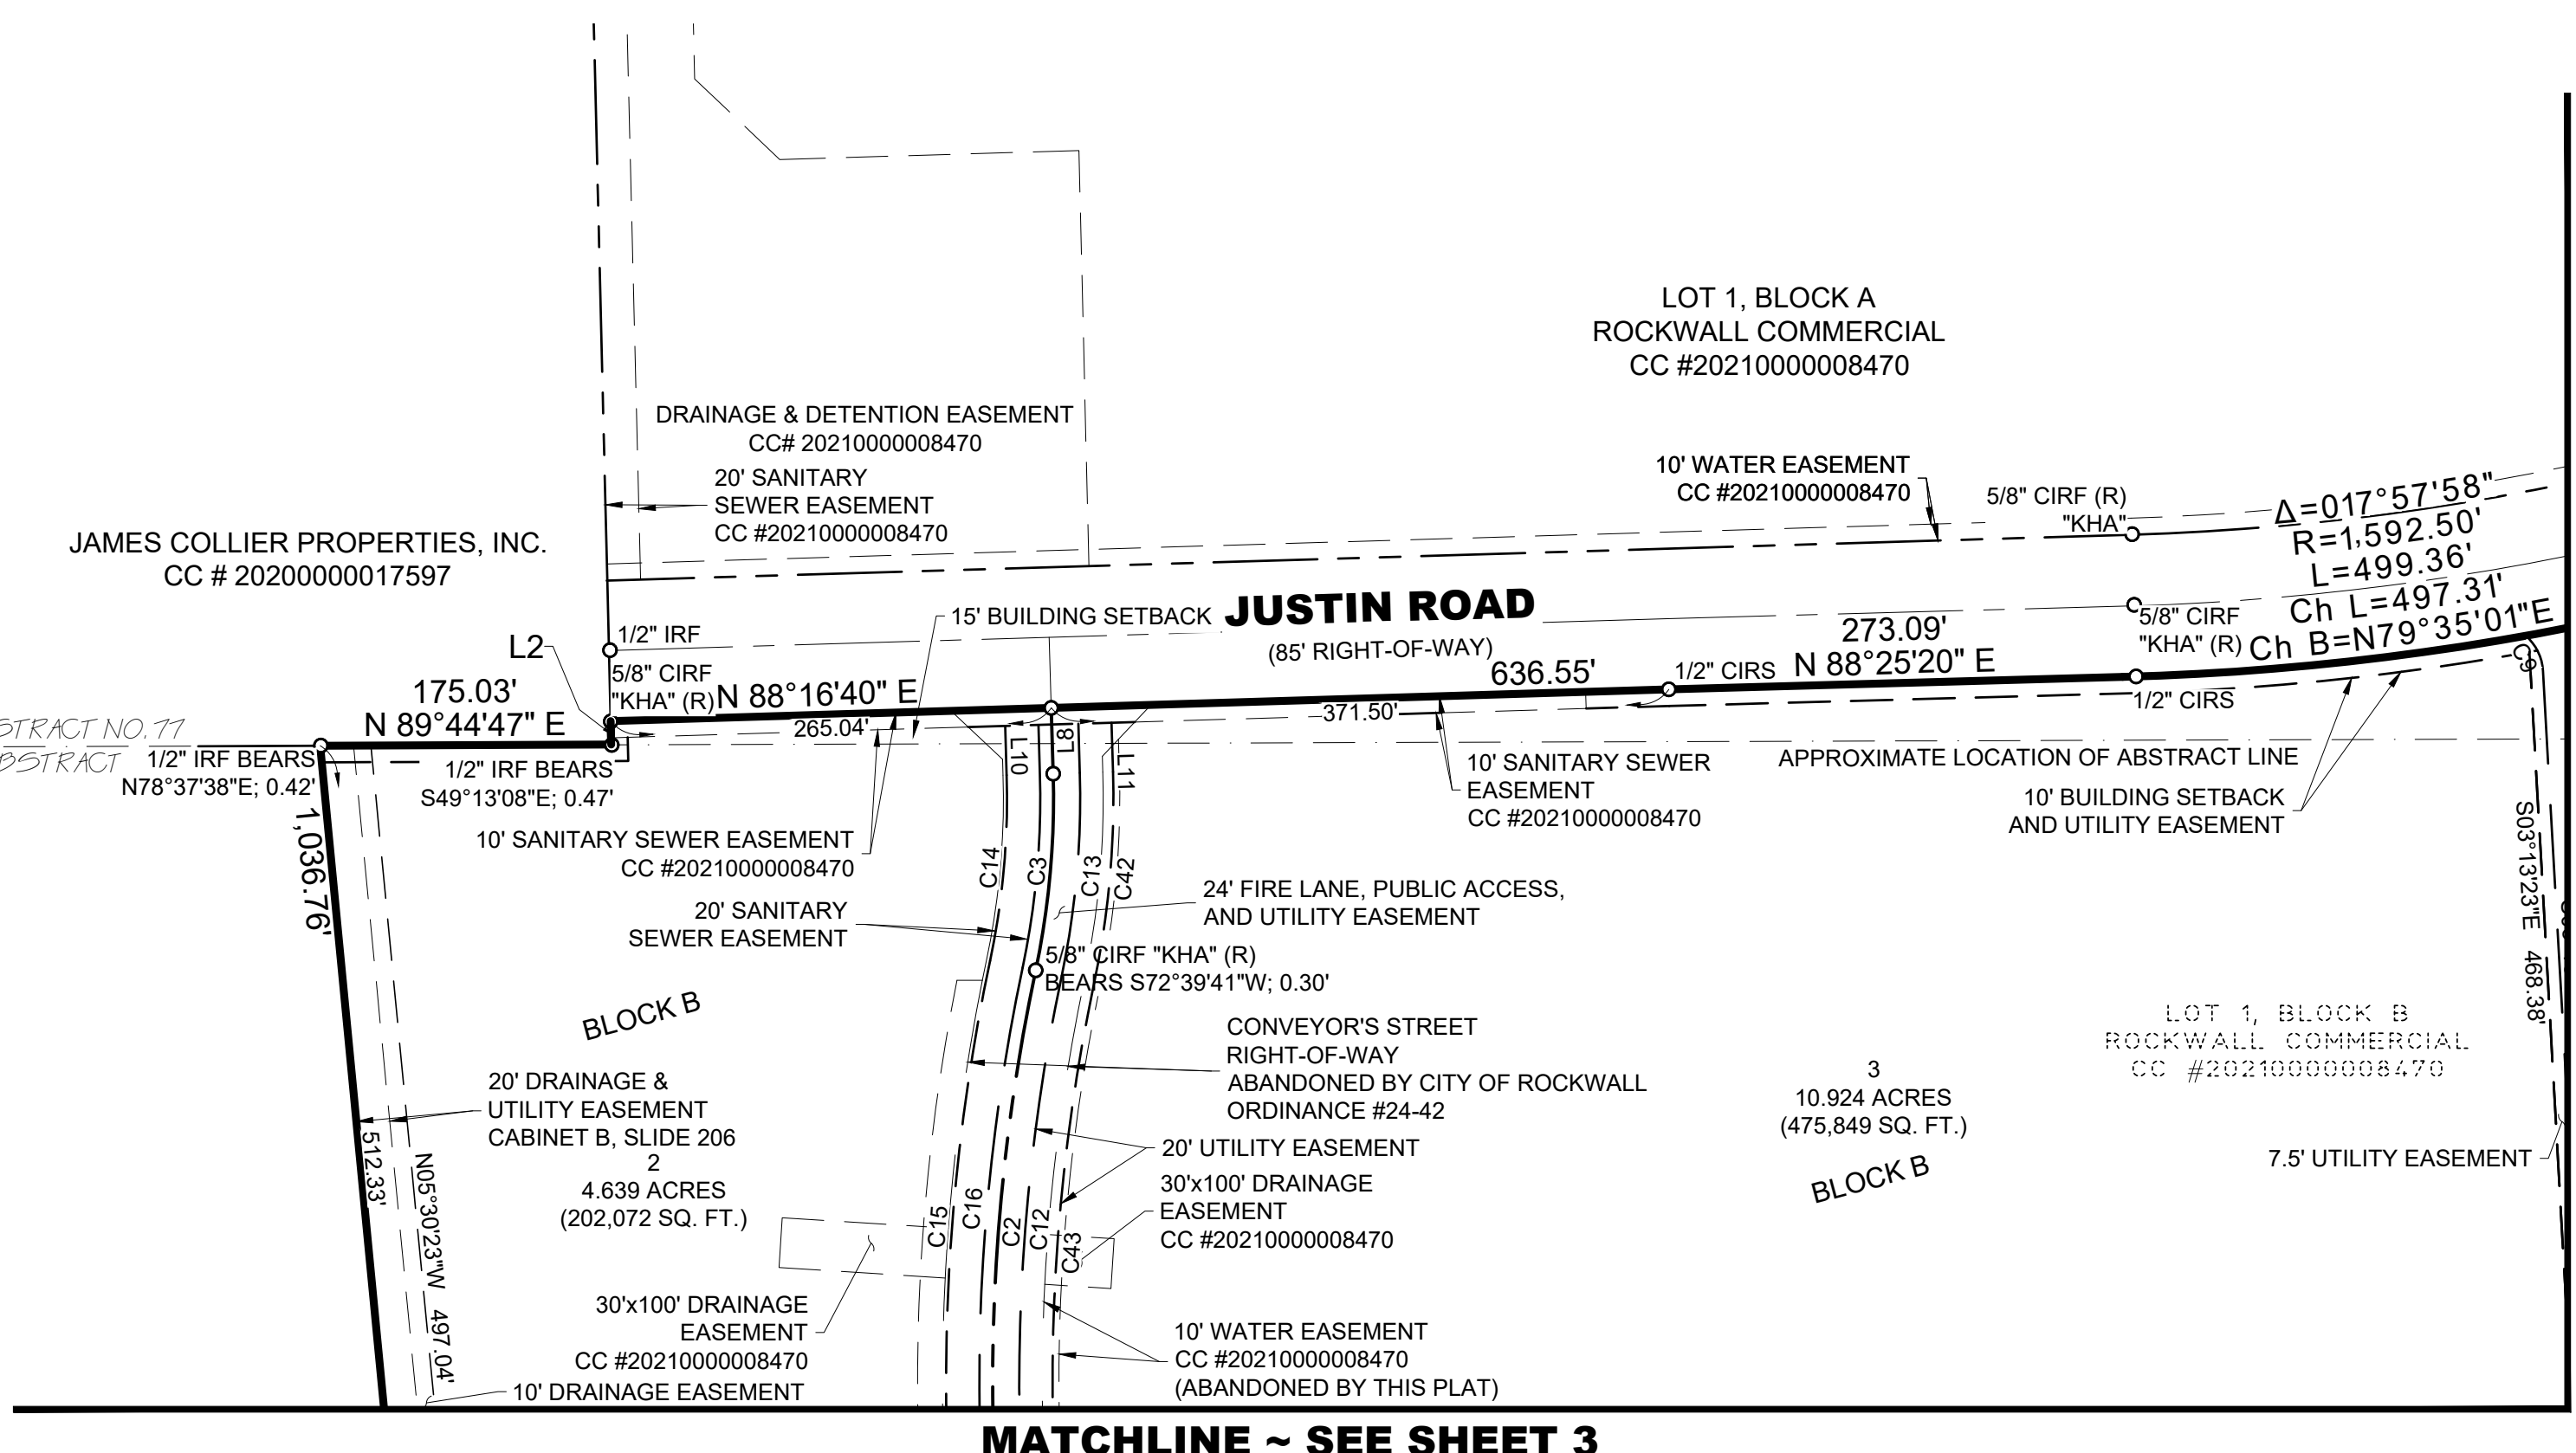 LOT 1, BLOCK A
ROCKWALL COMMERCIAL
CC #20210000008470
DRAINAGE & DETENTION EASEMENT
CC# 20210000008470
20' SANITARY
SEWER EASEMENT
CC #20210000008470
10' WATER EASEMENT
CC #20210000008470
5/8" CIRF (R)
"KHA"
Δ=017°57'58"
R=1,592.50'
L=499.36'
Ch L=497.31'
Ch B=N79°35'01"E
JAMES COLLIER PROPERTIES, INC.
CC # 20200000017597
15' BUILDING SETBACK
JUSTIN ROAD
(85' RIGHT-OF-WAY)
1/2" IRF
L2
5/8" CIRF
"KHA" (R)
175.03'
N 89°44'47" E
N 88°16'40" E
636.55'
1/2" CIRS
273.09'
N 88°25'20" E
5/8" CIRF
"KHA" (R)
1/2" CIRS
C9
265.04'
371.50'
STRACT NO. 77
BSTRACT
1/2" IRF BEARS
N78°37'38"E; 0.42'
1/2" IRF BEARS
S49°13'08"E; 0.47'
L10
L8
L11
10' SANITARY SEWER
EASEMENT
CC #20210000008470
APPROXIMATE LOCATION OF ABSTRACT LINE
10' BUILDING SETBACK
AND UTILITY EASEMENT
1,036.76'
10' SANITARY SEWER EASEMENT
CC #20210000008470
C14
C3
C13
C42
24' FIRE LANE, PUBLIC ACCESS,
AND UTILITY EASEMENT
20' SANITARY
SEWER EASEMENT
5/8" CIRF "KHA" (R)
BEARS S72°39'41"W; 0.30'
S03°13'23"E 468.38'
BLOCK B
CONVEYOR'S STREET
RIGHT-OF-WAY
ABANDONED BY CITY OF ROCKWALL
ORDINANCE #24-42
LOT 1, BLOCK B
ROCKWALL COMMERCIAL
CC #20210000008470
3
10.924 ACRES
(475,849 SQ. FT.)
BLOCK B
20' DRAINAGE &
UTILITY EASEMENT
CABINET B, SLIDE 206
2
4.639 ACRES
(202,072 SQ. FT.)
512.33'
N05°30'23"W 497.04'
20' UTILITY EASEMENT
7.5' UTILITY EASEMENT
30'x100' DRAINAGE
EASEMENT
CC #20210000008470
C15
C16
C2
C12
C43
30'x100' DRAINAGE
EASEMENT
CC #20210000008470
10' WATER EASEMENT
CC #20210000008470
(ABANDONED BY THIS PLAT)
10' DRAINAGE EASEMENT
MATCHLINE ~ SEE SHEET 3